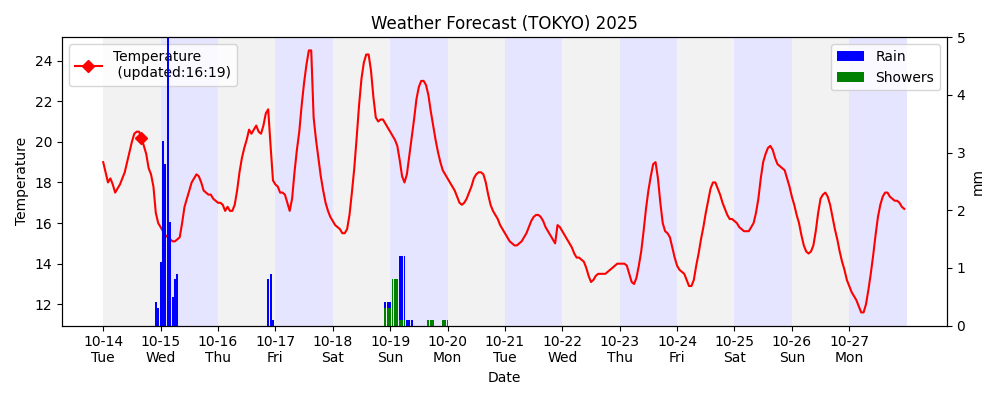 Weather Forecast (TOKYO) 2025
Temperature
(updated:16:19)
Rain
Showers
24
22
20
18
16
14
12
Temperature
5
4
3
2
1
0
mm
10-14 10-15 10-16 10-17 10-18 10-19 10-20 10-21 10-22 10-23 10-24 10-25 10-26 10-27
Tue Wed Thu Fri Sat Sun Mon Tue Wed Thu Fri Sat Sun Mon
Date